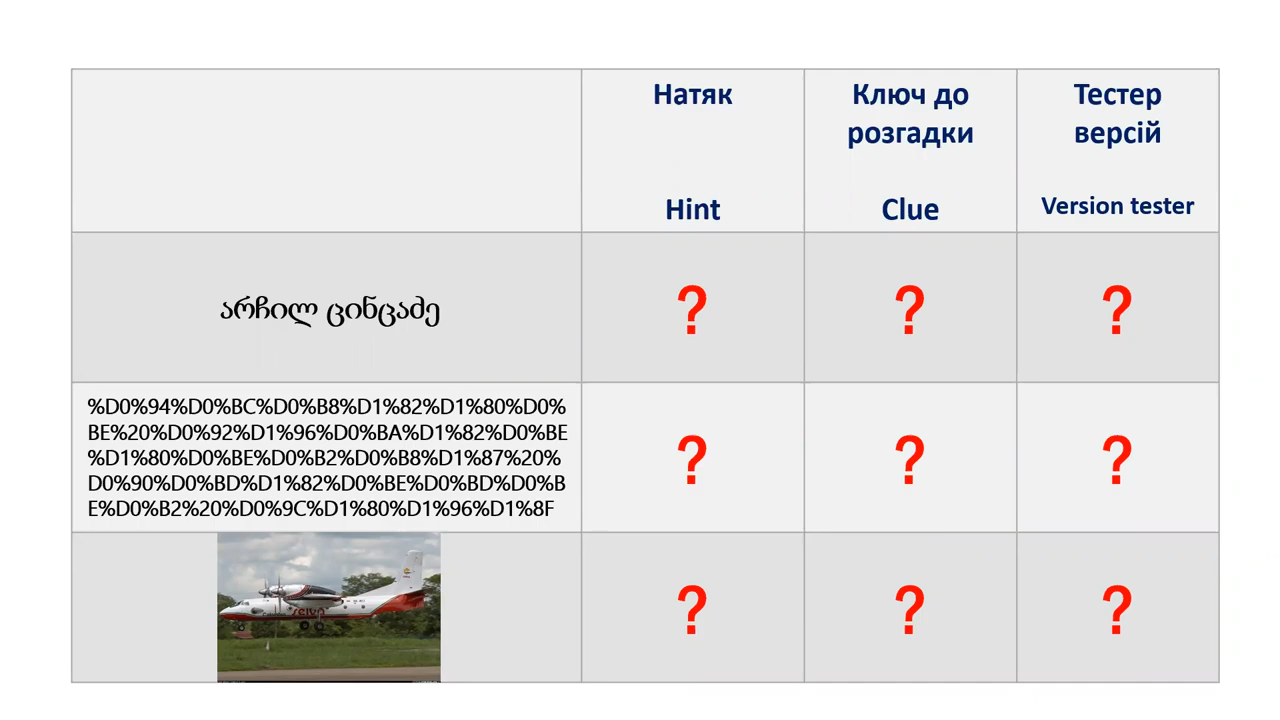 Натяк
Ключ до
розгадки
Тестер
версій
Hint
Clue
Version tester
არჩილ ცინცაძე
? ? ?
%D0%94%D0%BC%D0%B8%D1%82%D1%80%D0%
BE%20%D0%92%D1%96%D0%BA%D1%82%D0%BE
%D1%80%D0%BE%D0%B2%D0%B8%D1%87%20%
D0%90%D0%BD%D1%82%D0%BE%D0%BD%D0%B
E%D0%B2%20%D0%9C%D1%80%D1%96%D1%8F
? ? ?
selva
? ? ?